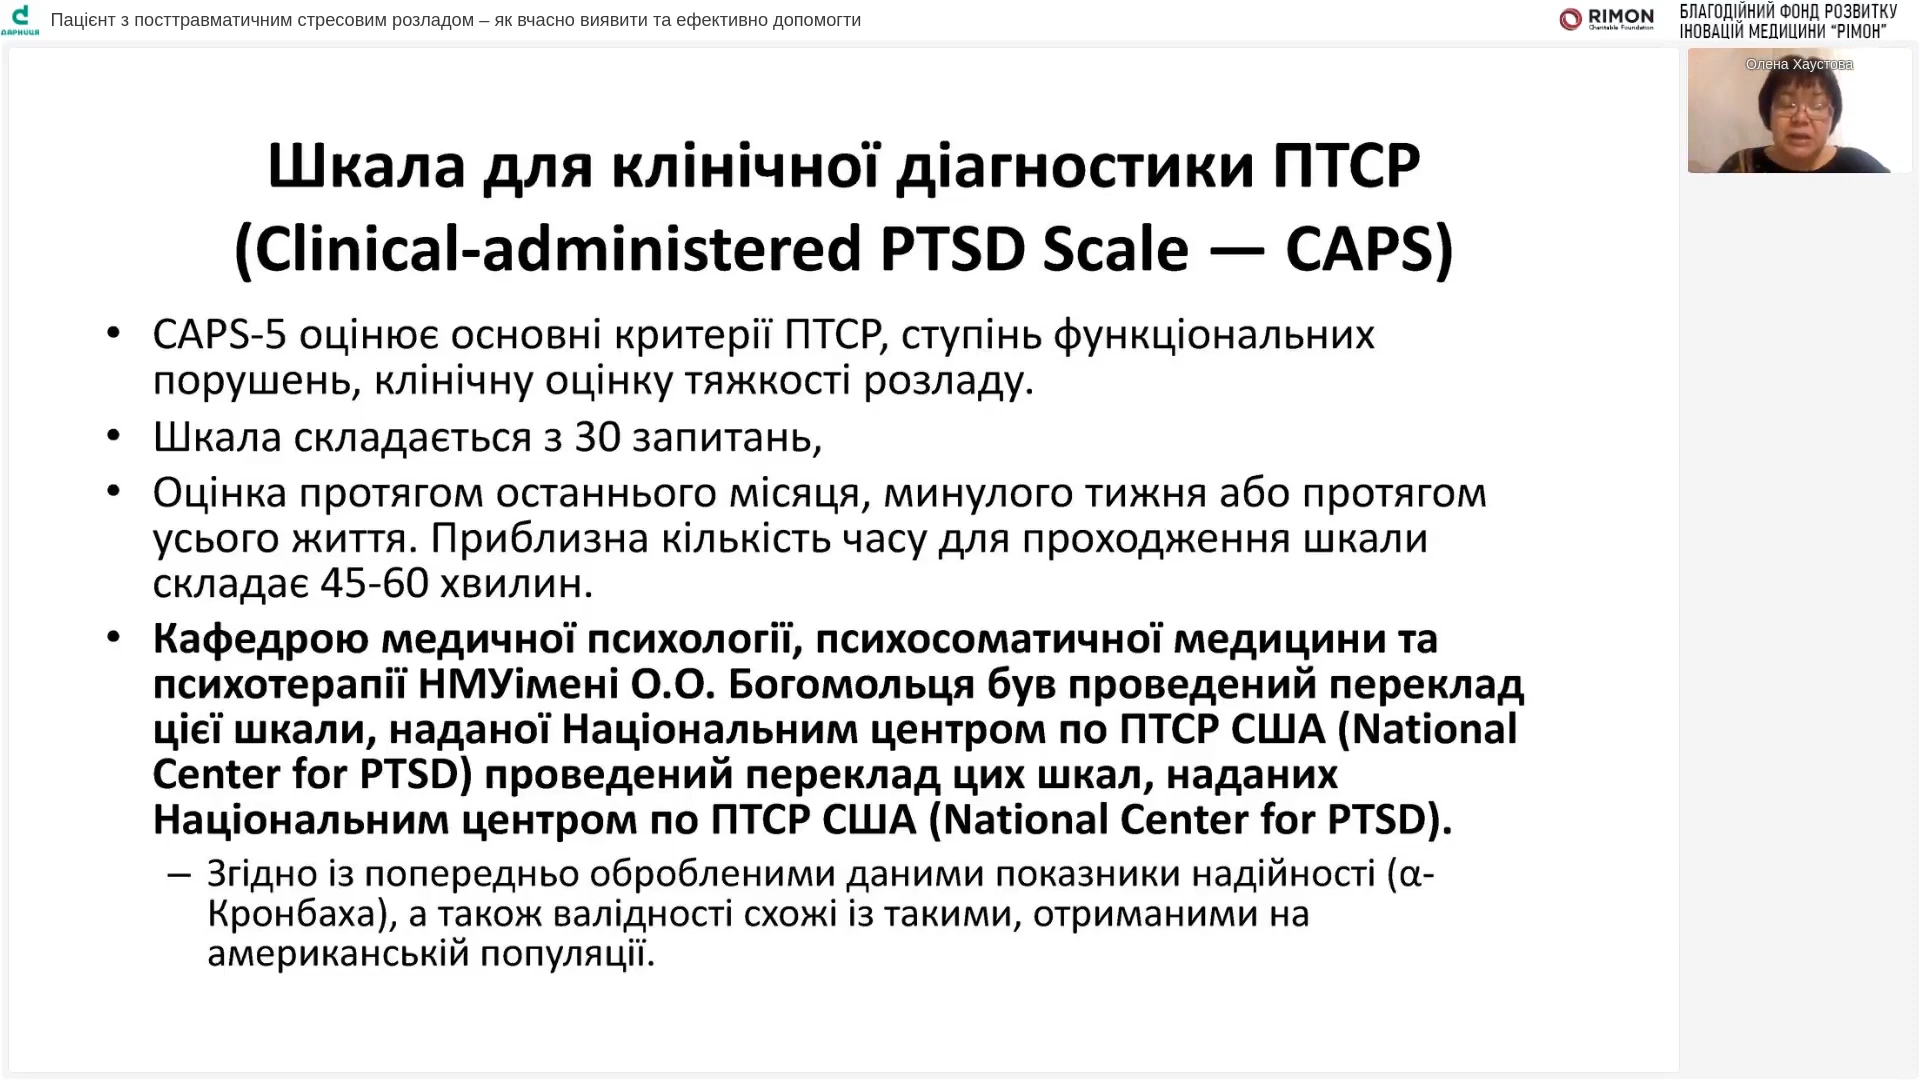 ДАРНИЦЯ
Пацієнт з посттравматичним стресовим розладом – як вчасно виявити та ефективно допомогти
RIMON
Charitable Foundation
БЛАГОДІЙНИЙ ФОНД РОЗВИТКУ
ІНОВАЦІЙ МЕДИЦИНИ "РІМОН"
Олена Хаустова
Шкала для клінічної діагностики ПТСР
(Clinical-administered PTSD Scale — CAPS)
• CAPS-5 оцінює основні критерії ПТСР, ступінь функціональних
порушень, клінічну оцінку тяжкості розладу.
• Шкала складається з 30 запитань,
• Оцінка протягом останнього місяця, минулого тижня або протягом
усього життя. Приблизна кількість часу для проходження шкали
складає 45-60 хвилин.
• Кафедрою медичної психології, психосоматичної медицини та
психотерапії НМУімені О.О. Богомольця був проведений переклад
цієї шкали, наданої Національним центром по ПТСР США (National
Center for PTSD) проведений переклад цих шкал, наданих
Національним центром по ПТСР США (National Center for PTSD).
– Згідно із попередньо обробленими даними показники надійності (α-
Кронбаха), а також валідності схожі із такими, отриманими на
американській популяції.